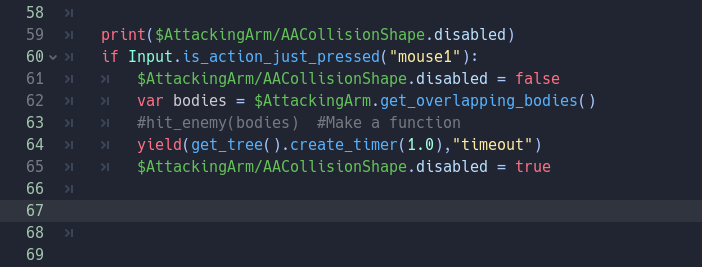 58
59 print($AttackingArm/AACollisionShape.disabled)
60 if Input.is_action_just_pressed("mouse1"):
61 $AttackingArm/AACollisionShape.disabled = false
62 var bodies = $AttackingArm.get_overlapping_bodies()
63 #hit_enemy(bodies)  #Make a function
64 yield(get_tree().create_timer(1.0),"timeout")
65 $AttackingArm/AACollisionShape.disabled = true
66
67
68
69